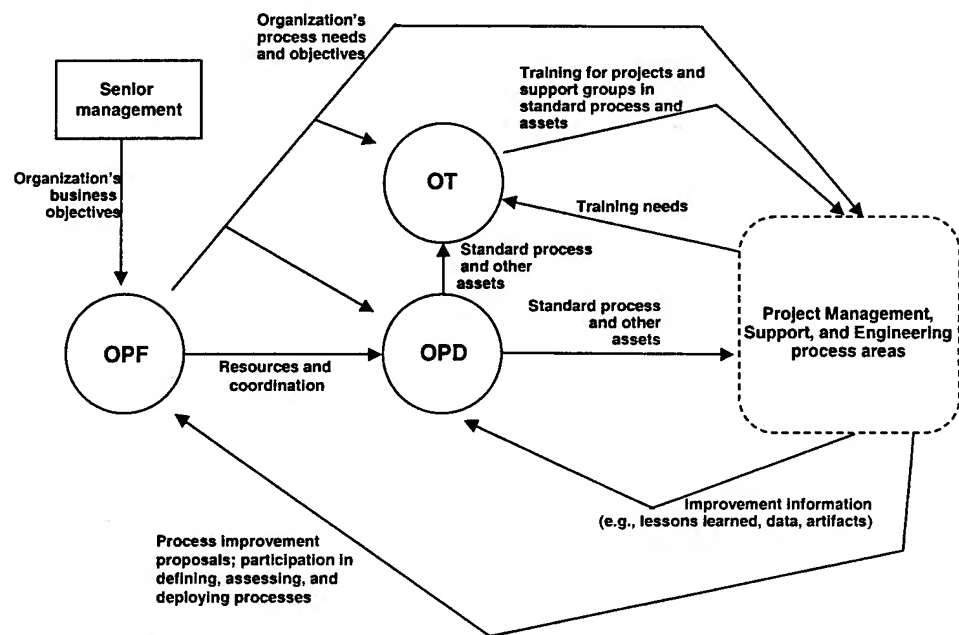 Organization's
process needs
and objectives
Senior
management
Training for projects and
support groups in
standard process and
assets
Organization's
business
objectives
OT
Training needs
Standard process
and other
assets
Standard process
and other
assets
Project Management,
Support, and Engineering
process areas
OPF
OPD
Resources and
coordination
Improvement information
(e.g., lessons learned, data, artifacts)
Process improvement
proposals; participation in
defining, assessing, and
deploying processes